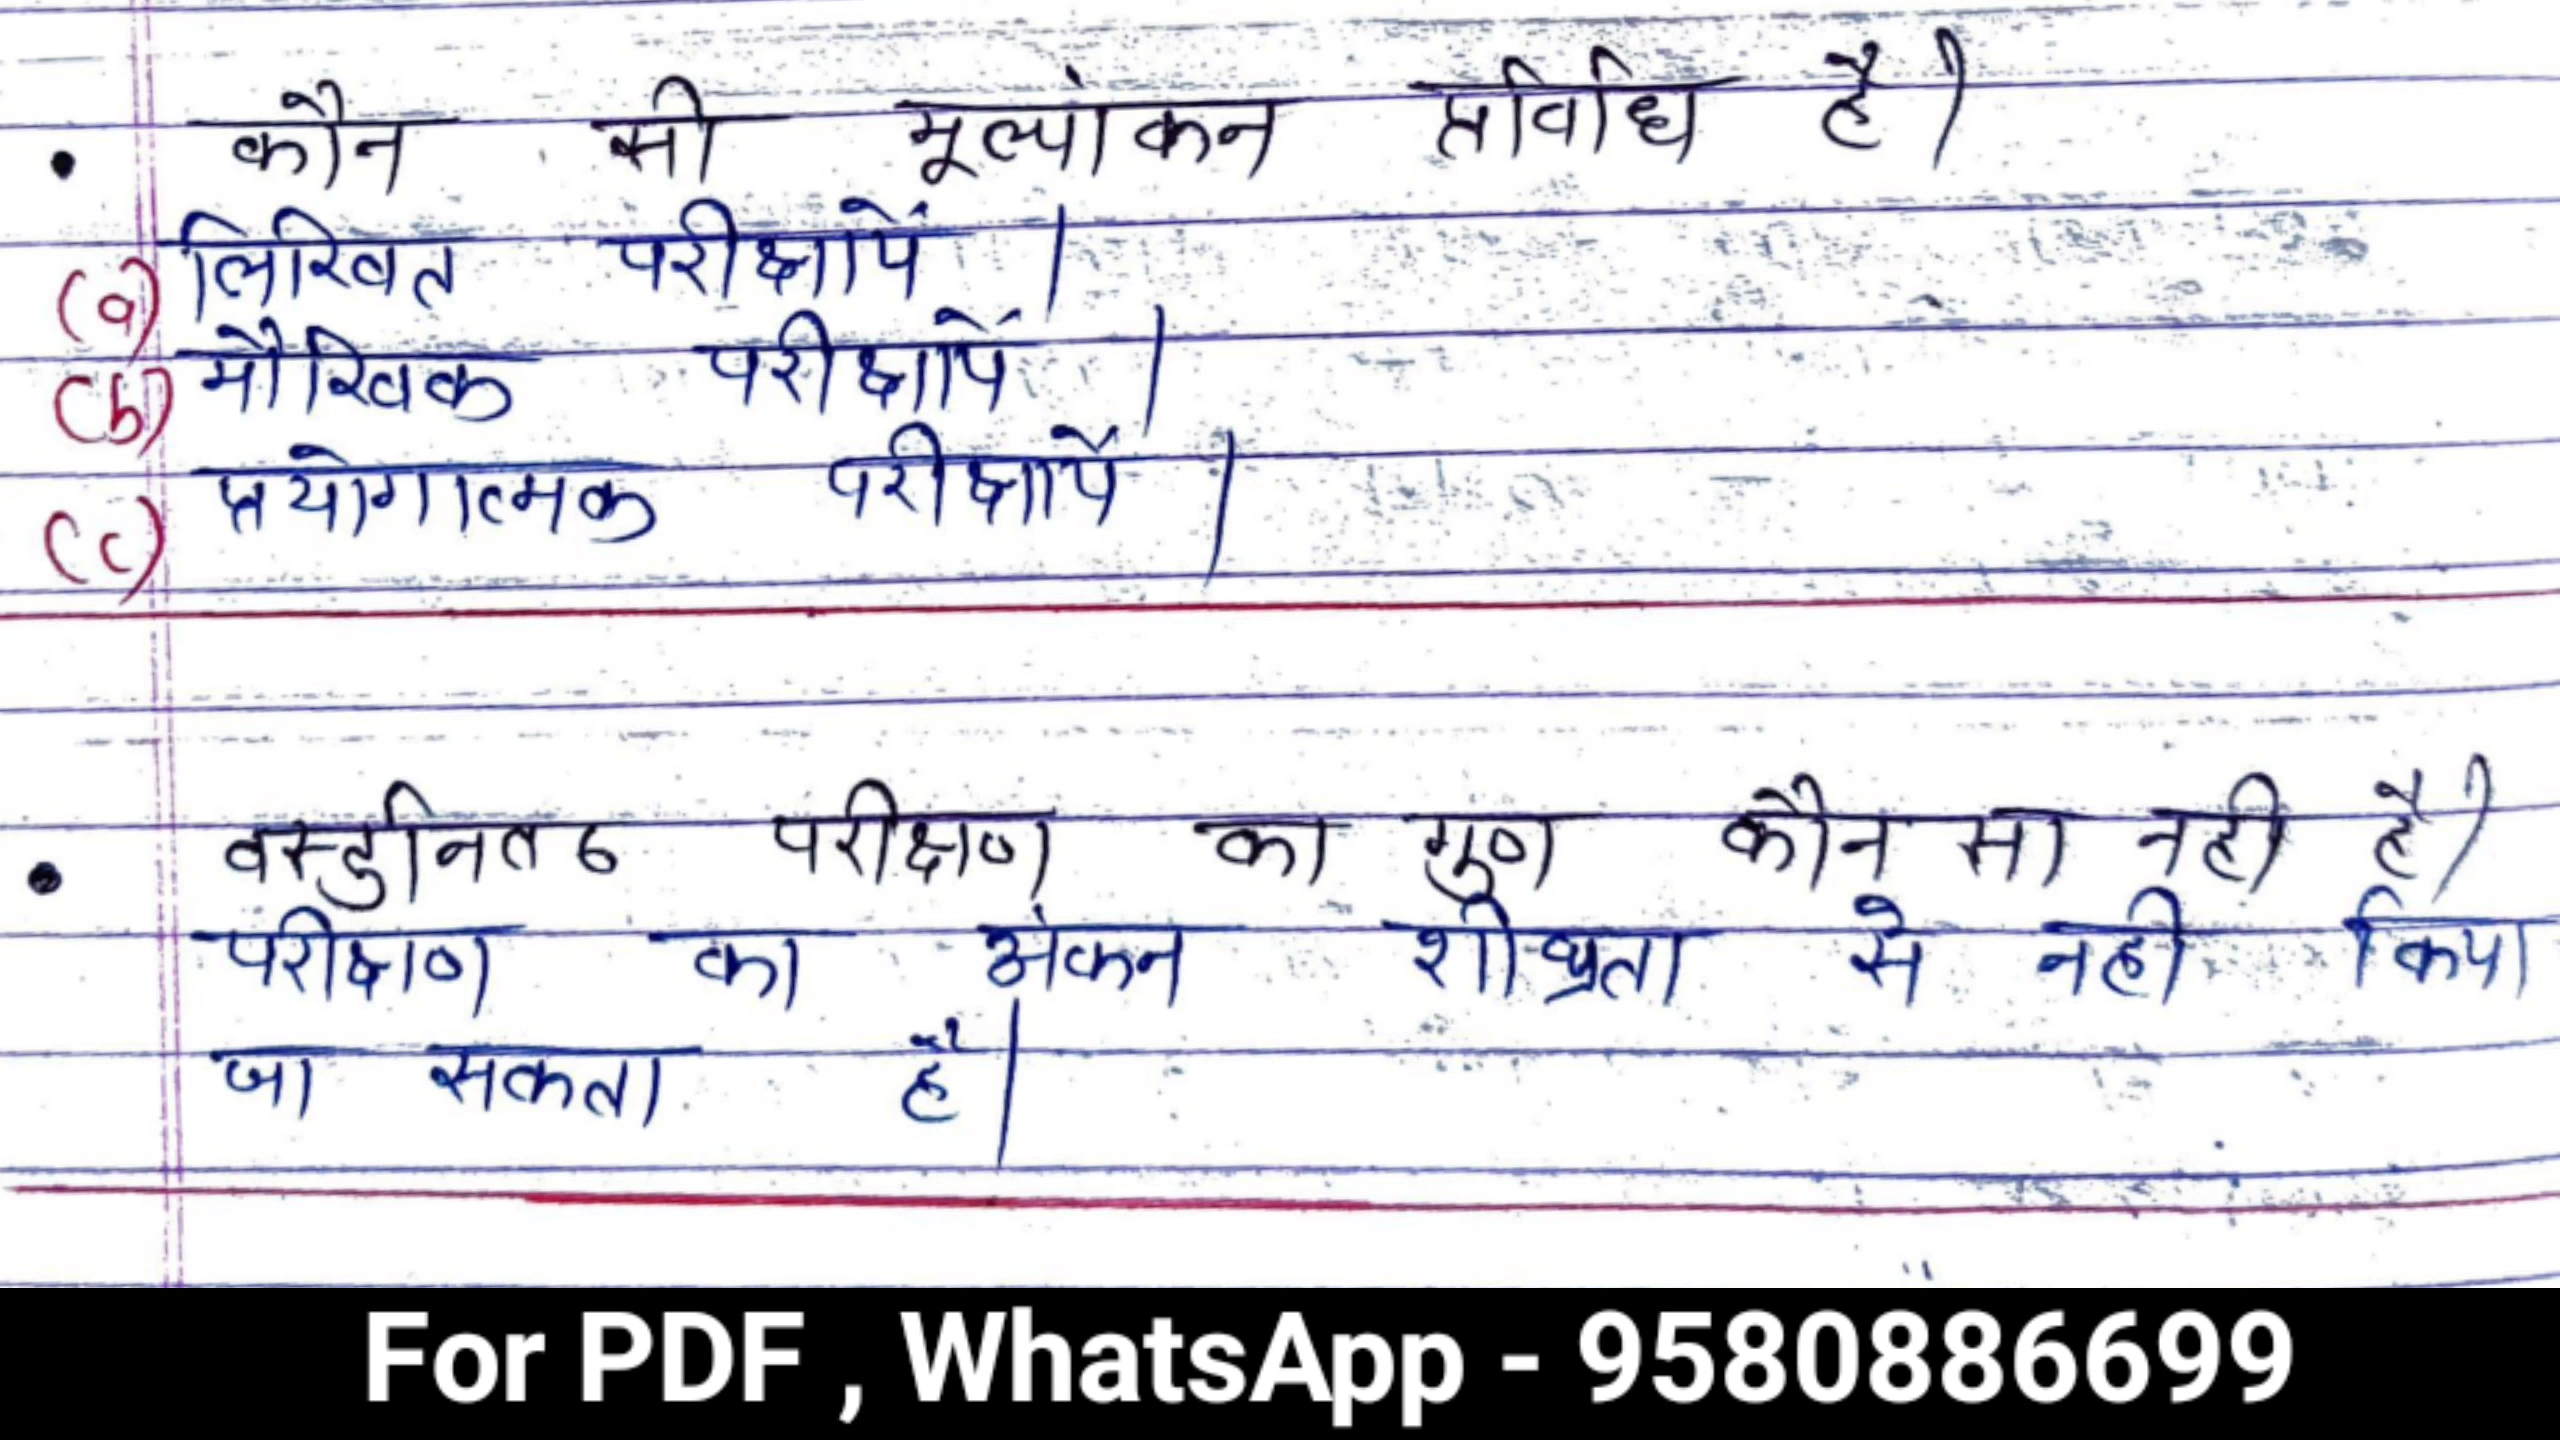 • कौन सी मूल्यांकन प्रविधि है।
(a) लिखित परीक्षायें |
(b) मौखिक परीक्षायें |
(c) प्रयोगात्मक परीक्षायें |
• वस्तुनिष्ठ परीक्षण का गुण कौन सा नही है।
परीक्षण का अंकन शीघ्रता से नही किया
जा सकता है|
For PDF , WhatsApp - 9580886699